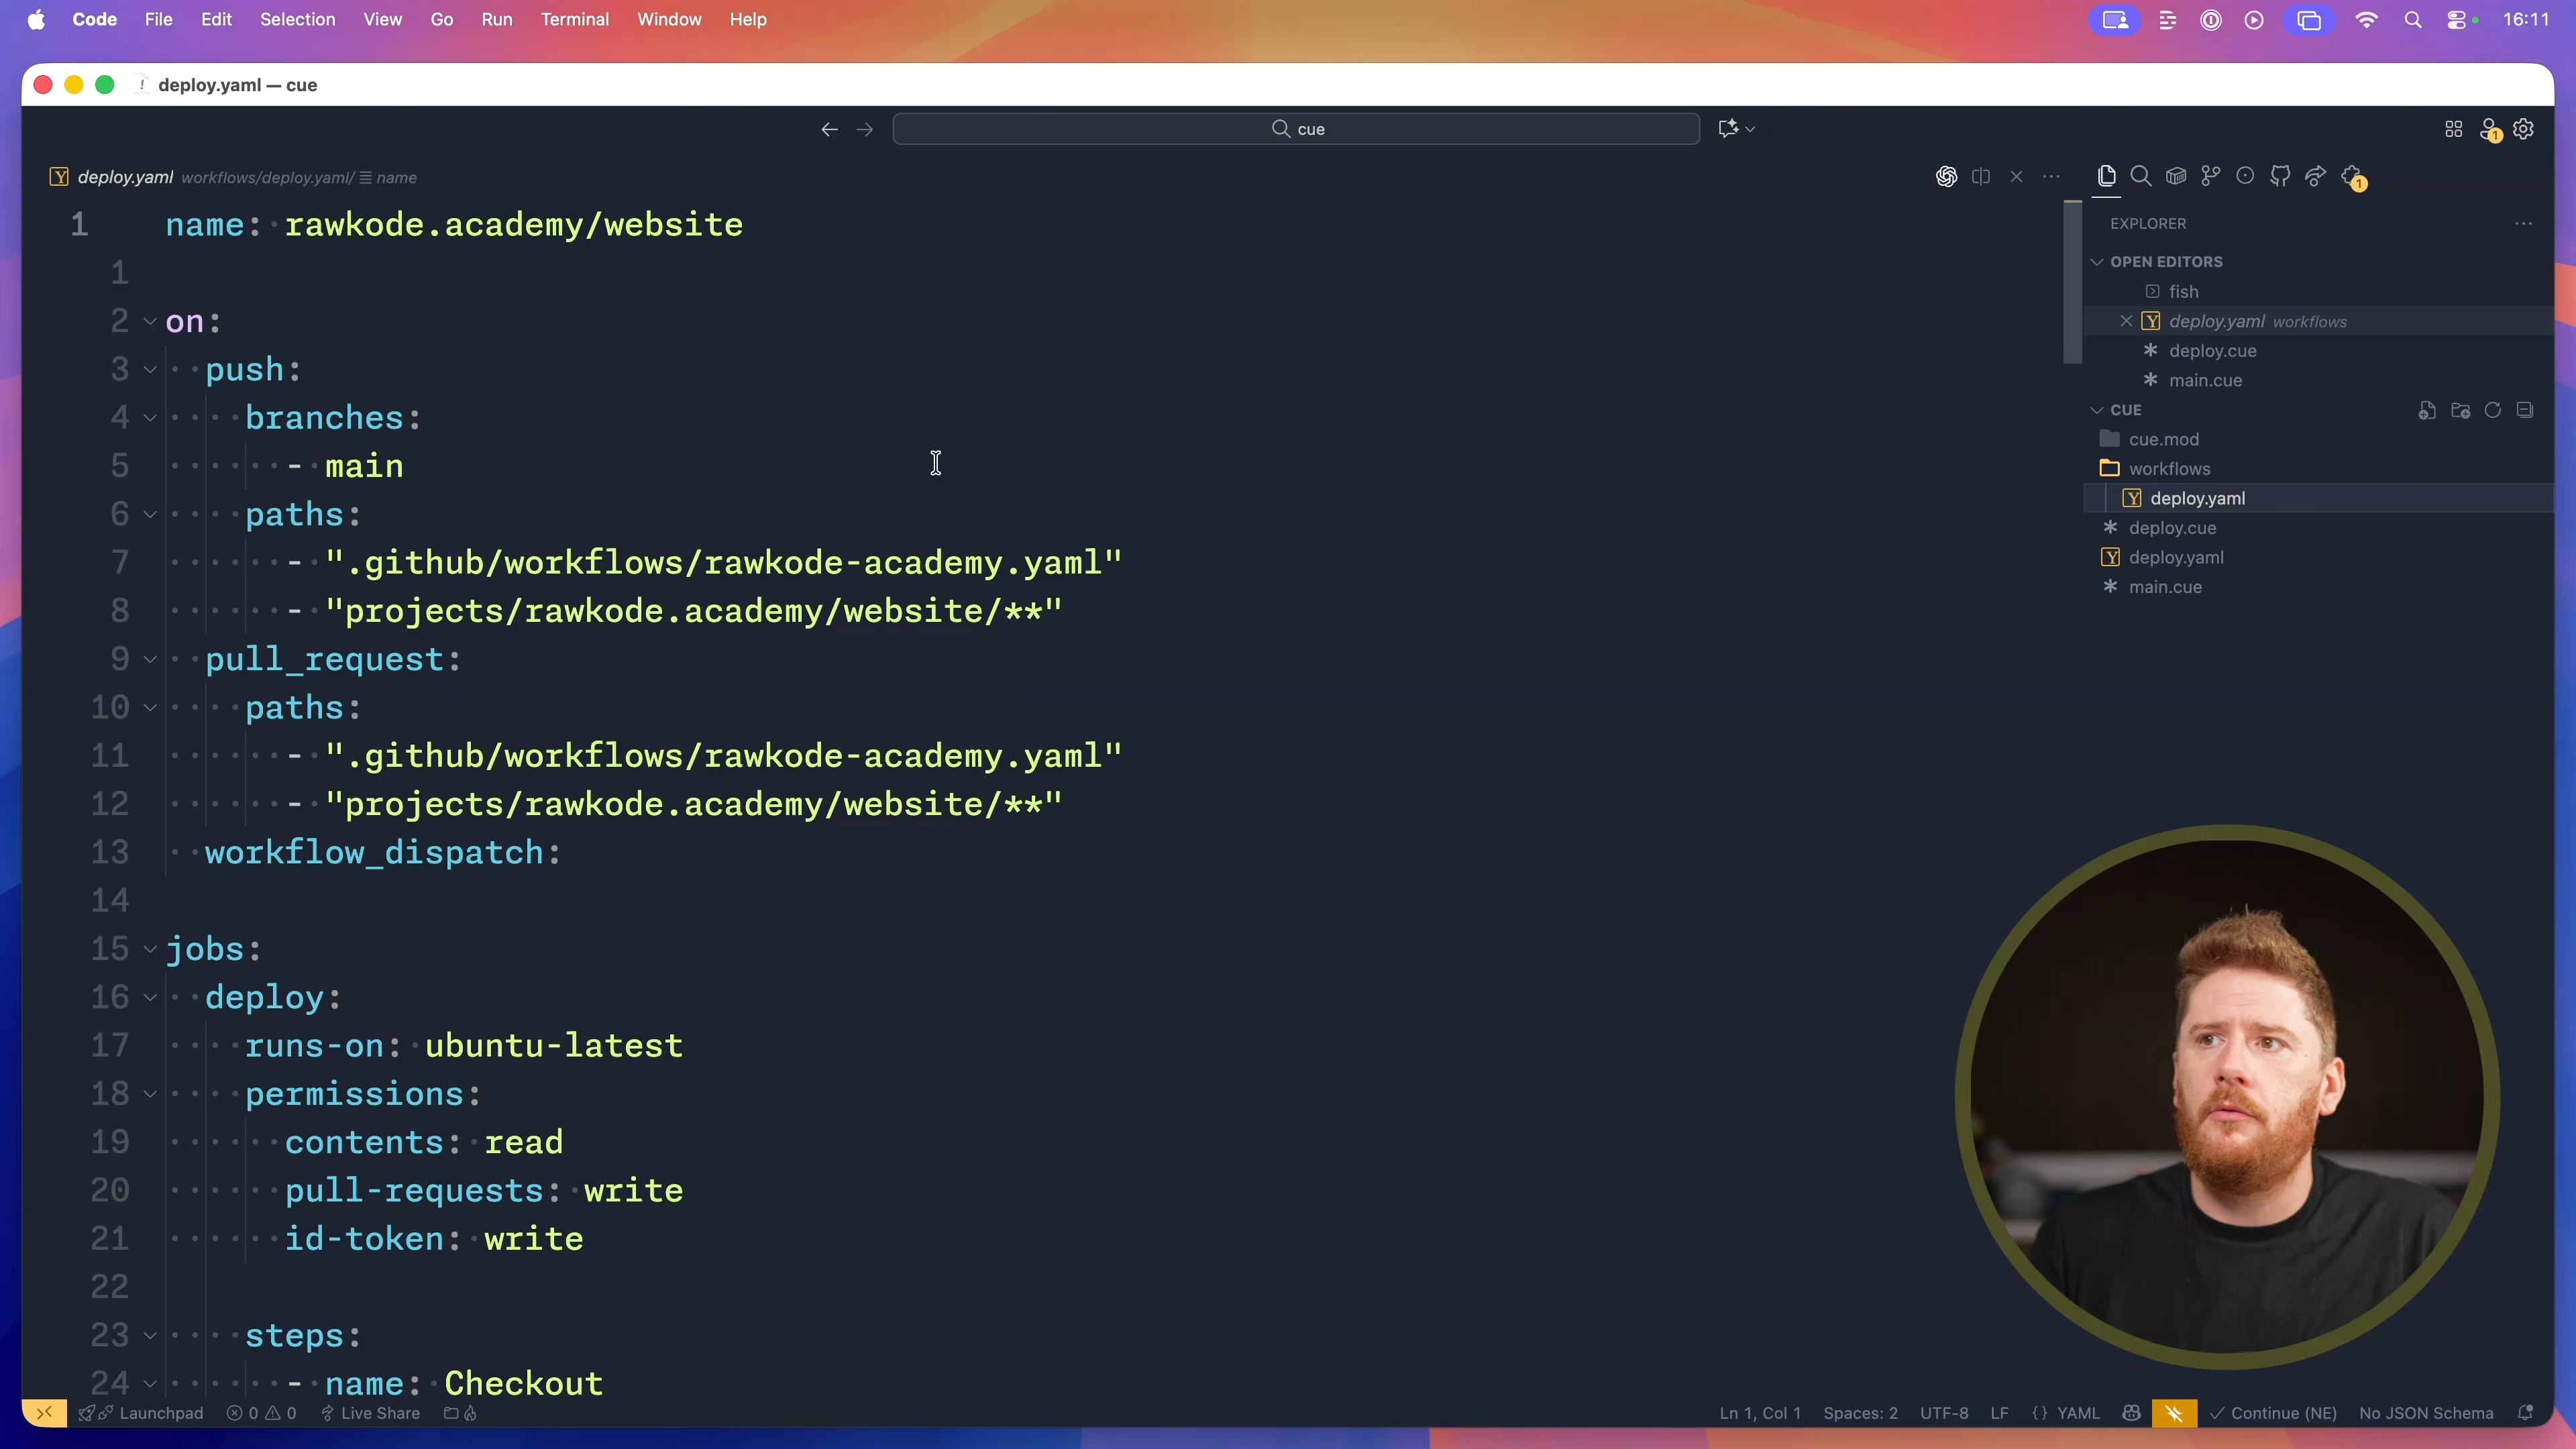 Code File Edit Selection View Go Run Terminal Window Help 16:11
deploy.yaml — cue
cue
1
deploy.yaml workflows/deploy.yaml/ name
1
1 name: rawkode.academy/website
1
2 on:
3 push:
4 branches:
5 - main
6 paths:
7 - ".github/workflows/rawkode-academy.yaml"
8 - "projects/rawkode.academy/website/**"
9 pull_request:
10 paths:
11 - ".github/workflows/rawkode-academy.yaml"
12 - "projects/rawkode.academy/website/**"
13 workflow_dispatch:
14
15 jobs:
16 deploy:
17 runs-on: ubuntu-latest
18 permissions:
19 contents: read
20 pull-requests: write
21 id-token: write
22
23 steps:
24 - name: Checkout
EXPLORER
OPEN EDITORS
fish
deploy.yaml workflows
deploy.cue
main.cue
CUE
cue.mod
workflows
deploy.yaml
deploy.cue
deploy.yaml
main.cue
Launchpad 0 0 Live Share Ln 1, Col 1 Spaces: 2 UTF-8 LF {} YAML Continue (NE) No JSON Schema